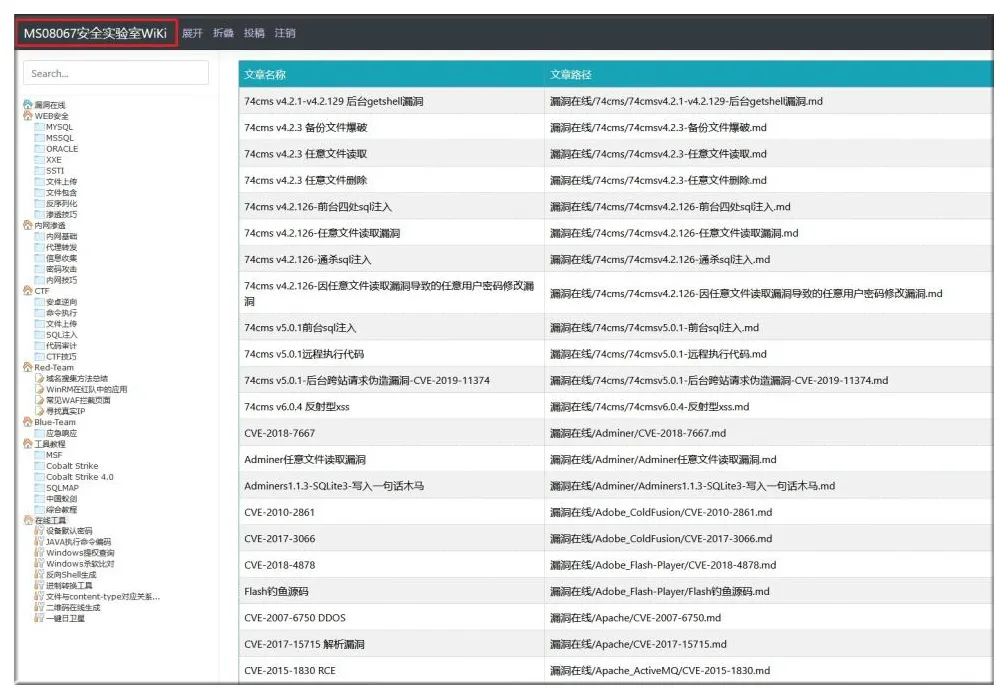 MS08067安全实验室WiKi 展开 折叠 投稿 注销
Search...
漏洞在线
WEB安全
MYSQL
MSSQL
ORACLE
XXE
SSTI
文件上传
文件包含
反序列化
渗透技巧
内网渗透
内网基础
代理转发
信息收集
密码攻击
内网技巧
CTF
安卓逆向
命令执行
文件上传
SQL注入
代码审计
CTF技巧
Red-Team
域名搜集方法总结
WinRM在红队中的应用
常见WAF拦截页面
寻找真实IP
Blue-Team
应急响应
工具教程
MSF
Cobalt Strike
Cobalt Strike 4.0
SQLMAP
中国蚁剑
综合教程
在线工具
设备默认密码
JAVA执行命令编码
Windows提权查询
Windows杀软比对
反向Shell生成
进制转换工具
文件与content-type对应关系...
二维码在线生成
一键日卫星
文章名称 文章路径
74cms v4.2.1-v4.2.129 后台getshell漏洞 漏洞在线/74cms/74cmsv4.2.1-v4.2.129-后台getshell漏洞.md
74cms v4.2.3 备份文件爆破 漏洞在线/74cms/74cmsv4.2.3-备份文件爆破.md
74cms v4.2.3 任意文件读取 漏洞在线/74cms/74cmsv4.2.3-任意文件读取.md
74cms v4.2.3 任意文件删除 漏洞在线/74cms/74cmsv4.2.3-任意文件删除.md
74cms v4.2.126-前台四处sql注入 漏洞在线/74cms/74cmsv4.2.126-前台四处sql注入.md
74cms v4.2.126-任意文件读取漏洞 漏洞在线/74cms/74cmsv4.2.126-任意文件读取漏洞.md
74cms v4.2.126-通杀sql注入 漏洞在线/74cms/74cmsv4.2.126-通杀sql注入.md
74cms v4.2.126-因任意文件读取漏洞导致的任意用户密码修改漏
洞 漏洞在线/74cms/74cmsv4.2.126-因任意文件读取漏洞导致的任意用户密码修改漏洞.md
74cms v5.0.1前台sql注入 漏洞在线/74cms/74cmsv5.0.1-前台sql注入.md
74cms v5.0.1远程执行代码 漏洞在线/74cms/74cmsv5.0.1-远程执行代码.md
74cms v5.0.1-后台跨站请求伪造漏洞-CVE-2019-11374 漏洞在线/74cms/74cmsv5.0.1-后台跨站请求伪造漏洞-CVE-2019-11374.md
74cms v6.0.4 反射型xss 漏洞在线/74cms/74cmsv6.0.4-反射型xss.md
CVE-2018-7667 漏洞在线/Adminer/CVE-2018-7667.md
Adminer任意文件读取漏洞 漏洞在线/Adminer/Adminer任意文件读取漏洞.md
Adminers1.1.3-SQLite3-写入一句话木马 漏洞在线/Adminer/Adminers1.1.3-SQLite3-写入一句话木马.md
CVE-2010-2861 漏洞在线/Adobe_ColdFusion/CVE-2010-2861.md
CVE-2017-3066 漏洞在线/Adobe_ColdFusion/CVE-2017-3066.md
CVE-2018-4878 漏洞在线/Adobe_Flash-Player/CVE-2018-4878.md
Flash钓鱼源码 漏洞在线/Adobe_Flash-Player/Flash钓鱼源码.md
CVE-2007-6750 DDOS 漏洞在线/Apache/CVE-2007-6750.md
CVE-2017-15715 解析漏洞 漏洞在线/Apache/CVE-2017-15715.md
CVE-2015-1830 RCE 漏洞在线/Apache_ActiveMQ/CVE-2015-1830.md